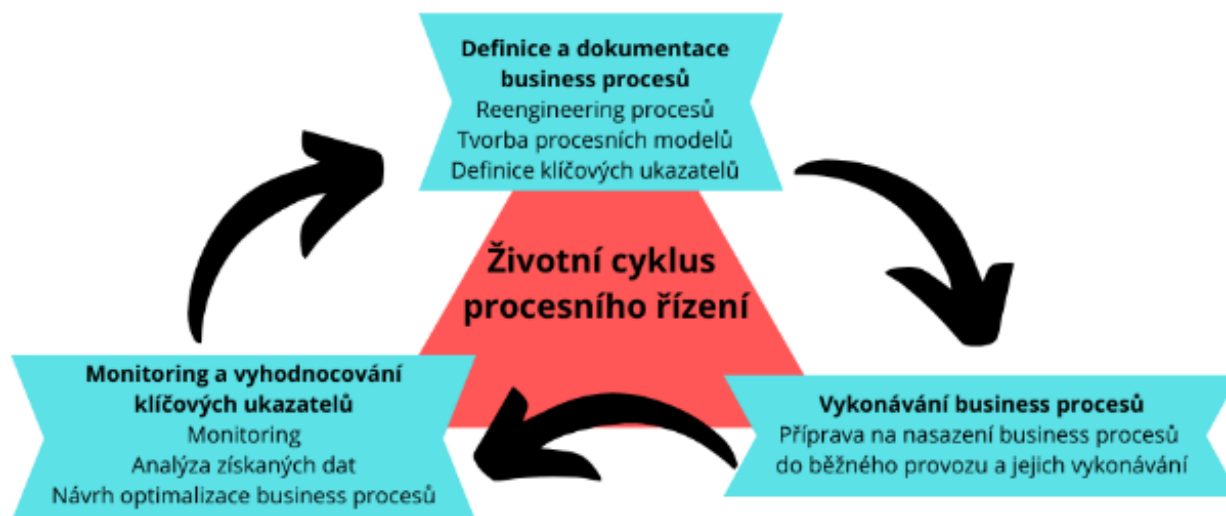 Definice a dokumentace
business procesů
Reengineering procesů
Tvorba procesních modelů
Definice klíčových ukazatelů
Životní cyklus
procesního řízení
Monitoring a vyhodnocování
klíčových ukazatelů
Monitoring
Analýza získaných dat
Návrh optimalizace business procesů
Vykonávání business procesů
Příprava na nasazení business procesů
do běžného provozu a jejich vykonávání